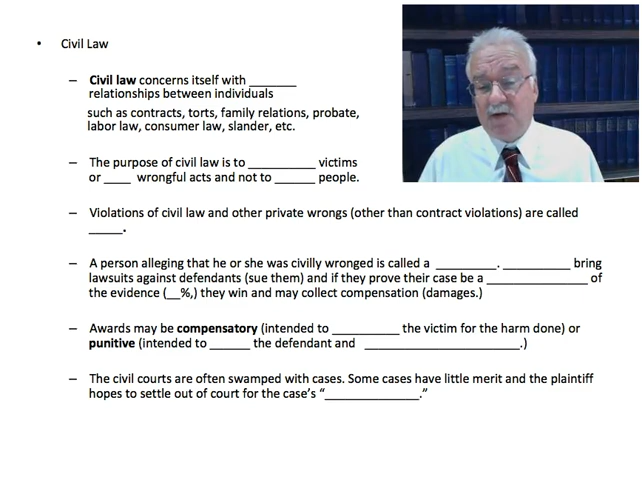 • Civil Law
– Civil law concerns itself with _______
relationships between individuals
such as contracts, torts, family relations, probate,
labor law, consumer law, slander, etc.
– The purpose of civil law is to __________ victims
or ____ wrongful acts and not to ______ people.
– Violations of civil law and other private wrongs (other than contract violations) are called
_____.
– A person alleging that he or she was civilly wronged is called a _________. __________ bring
lawsuits against defendants (sue them) and if they prove their case be a _______________ of
the evidence (__%,) they win and may collect compensation (damages.)
– Awards may be compensatory (intended to __________ the victim for the harm done) or
punitive (intended to ______ the defendant and _______________________.)
– The civil courts are often swamped with cases. Some cases have little merit and the plaintiff
hopes to settle out of court for the case’s “______________.”